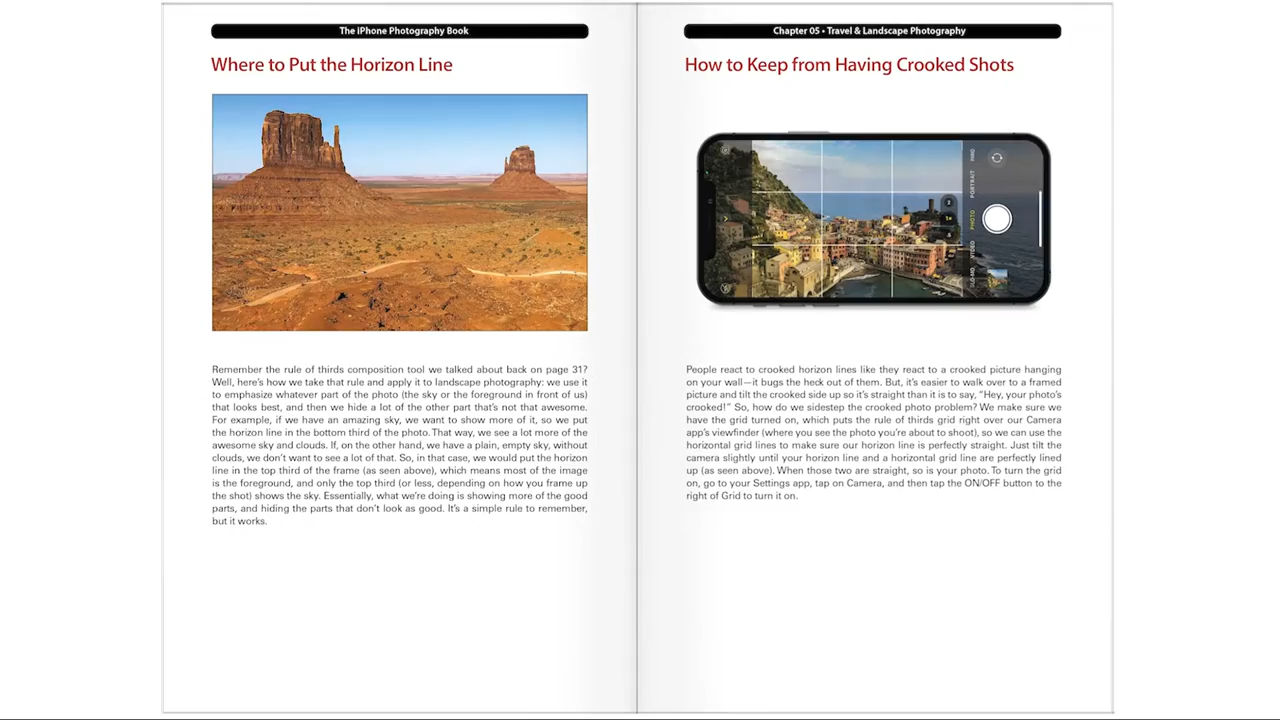 The iPhone Photography Book
Where to Put the Horizon Line
Remember the rule of thirds composition tool we talked about back on page 31?
Well, here's how we take that rule and apply it to landscape photography: we use it
to emphasize whatever part of the photo (the sky or the foreground in front of us)
that looks best, and then we hide a lot of the other part that's not that awesome.
For example, if we have an amazing sky, we want to show more of it, so we put
the horizon line in the bottom third of the photo. That way, we see a lot more of the
awesome sky and clouds. If, on the other hand, we have a plain, empty sky, without
clouds, we don't want to see a lot of that. So, in that case, we would put the horizon
line in the top third of the frame (as seen above), which means most of the image
is the foreground, and only the top third (or less, depending on how you frame up
the shot) shows the sky. Essentially, what we're doing is showing more of the good
parts, and hiding the parts that don't look as good. It's a simple rule to remember,
but it works.
Chapter 05 • Travel & Landscape Photography
How to Keep from Having Crooked Shots
PANO
PORTRAIT
PHOTO
VIDEO
SLO-MO
2
1×
.5
People react to crooked horizon lines like they react to a crooked picture hanging
on your wall—it bugs the heck out of them. But, it's easier to walk over to a framed
picture and tilt the crooked side up so it's straight than it is to say, "Hey, your photo's
crooked!" So, how do we sidestep the crooked photo problem? We make sure we
have the grid turned on, which puts the rule of thirds grid right over our Camera
app's viewfinder (where you see the photo you're about to shoot), so we can use the
horizontal grid lines to make sure our horizon line is perfectly straight. Just tilt the
camera slightly until your horizon line and a horizontal grid line are perfectly lined
up (as seen above). When those two are straight, so is your photo. To turn the grid
on, go to your Settings app, tap on Camera, and then tap the ON/OFF button to the
right of Grid to turn it on.